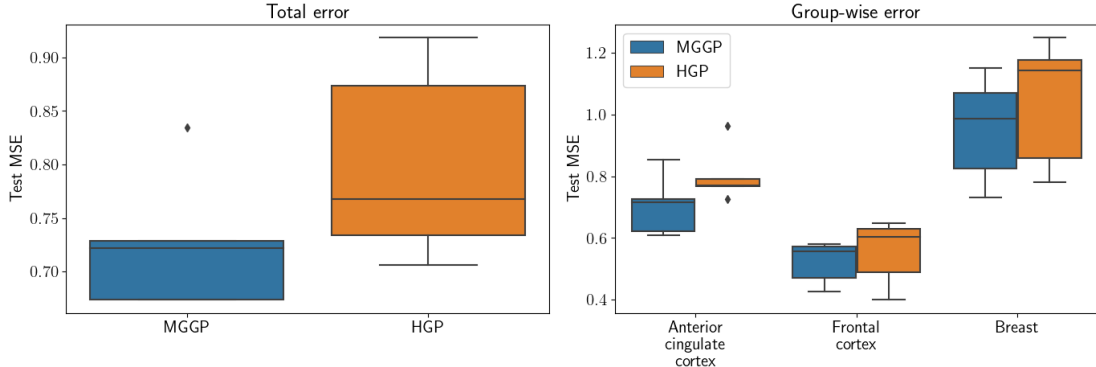 Total error
Test MSE
0.90
0.85
0.80
0.75
0.70
MGGP
HGP
Group-wise error
Test MSE
1.2
1.0
0.8
0.6
0.4
MGGP
HGP
Anterior
cingulate
cortex
Frontal
cortex
Breast